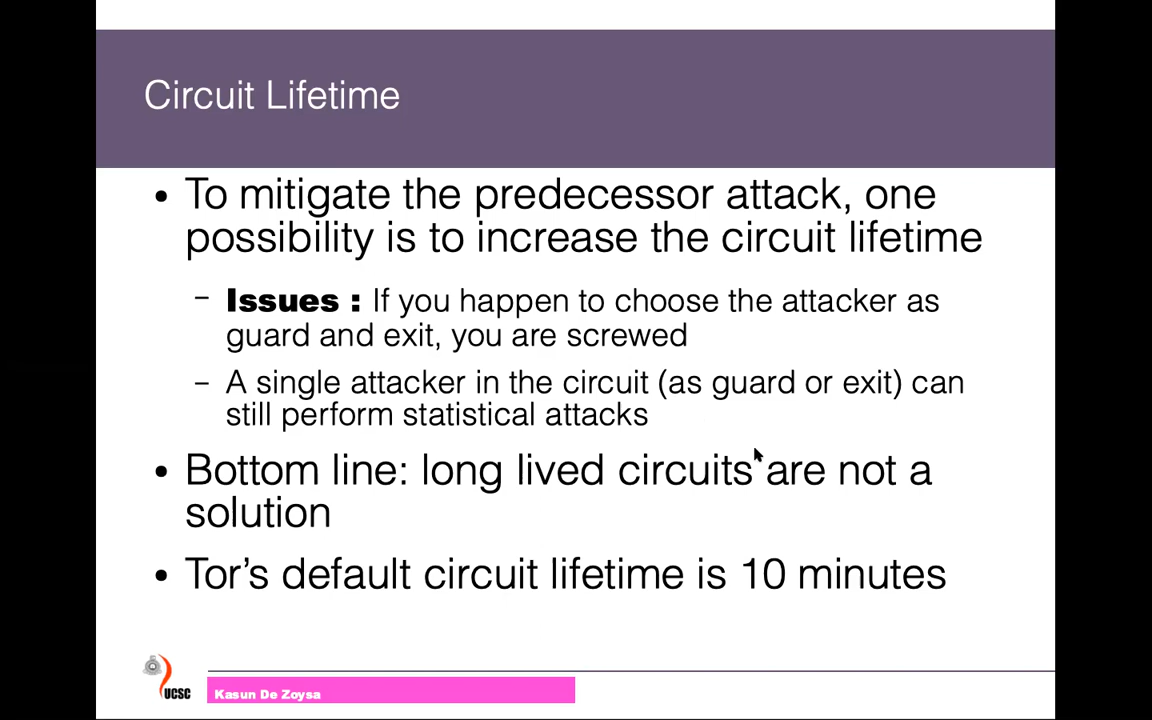 Circuit Lifetime
• To mitigate the predecessor attack, one
possibility is to increase the circuit lifetime
– Issues : If you happen to choose the attacker as
guard and exit, you are screwed
– A single attacker in the circuit (as guard or exit) can
still perform statistical attacks
• Bottom line: long lived circuits are not a
solution
• Tor’s default circuit lifetime is 10 minutes
UCSC
Kasun De Zoysa